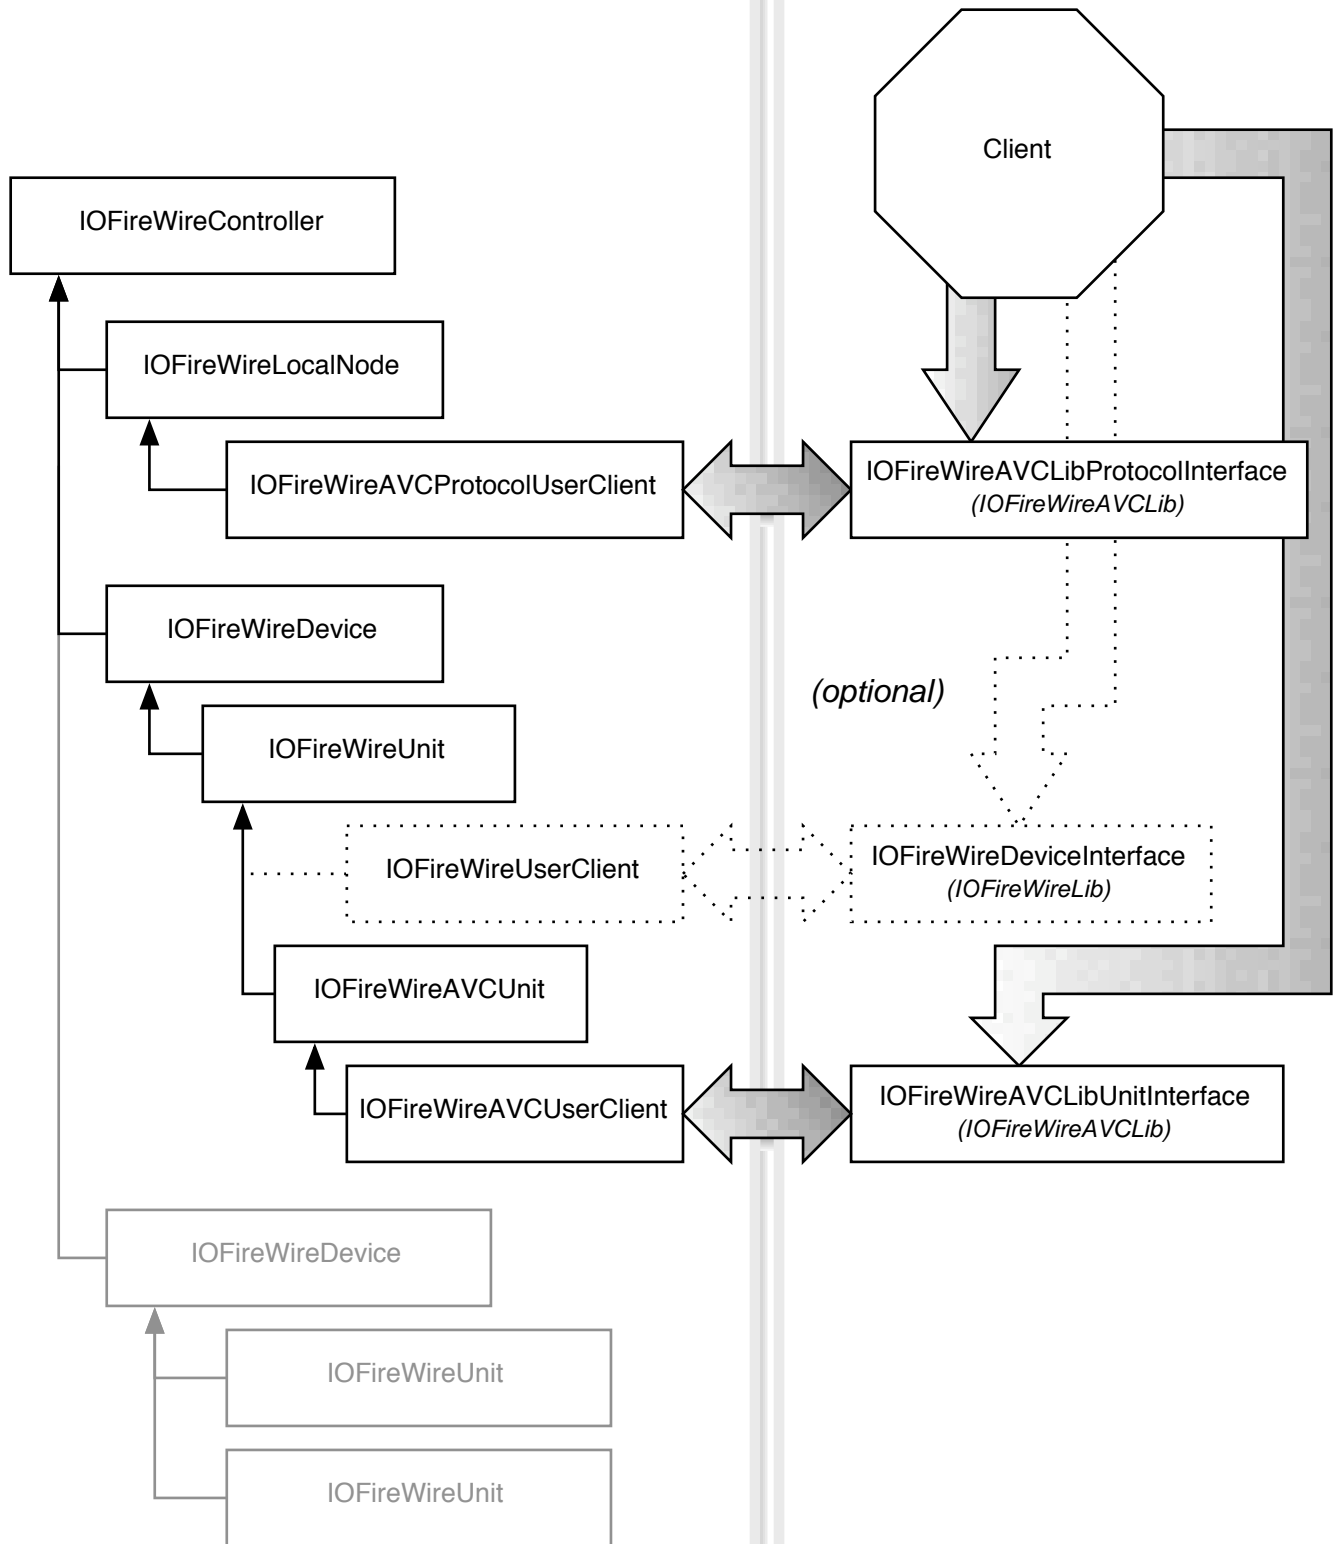 Client
IOFireWireController
IOFireWireLocalNode
IOFireWireAVCProtocolUserClient
IOFireWireAVCLibProtocolInterface
(IOFireWireAVCLib)
IOFireWireDevice
(optional)
IOFireWireUnit
IOFireWireUserClient
IOFireWireDeviceInterface
(IOFireWireLib)
IOFireWireAVCUnit
IOFireWireAVCUserClient
IOFireWireAVCLibUnitInterface
(IOFireWireAVCLib)
IOFireWireDevice
IOFireWireUnit
IOFireWireUnit